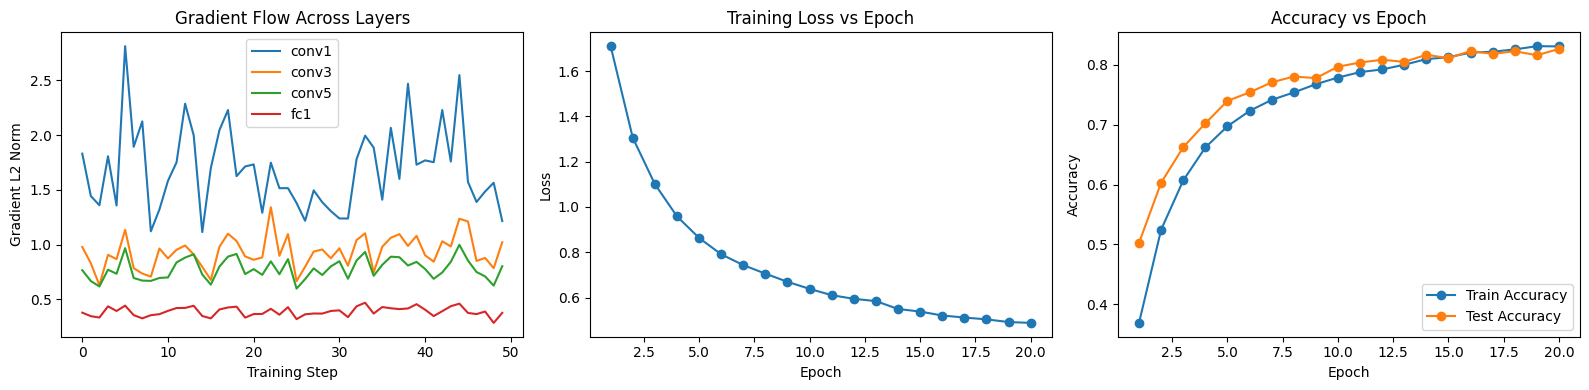 Gradient Flow Across Layers
Gradient L2 Norm
2.5
2.0
1.5
1.0
0.5
conv1
conv3
conv5
fc1
0 10 20 30 40 50
Training Step
Training Loss vs Epoch
Loss
1.6
1.4
1.2
1.0
0.8
0.6
2.5 5.0 7.5 10.0 12.5 15.0 17.5 20.0
Epoch
Accuracy vs Epoch
Accuracy
0.8
0.7
0.6
0.5
0.4
Train Accuracy
Test Accuracy
2.5 5.0 7.5 10.0 12.5 15.0 17.5 20.0
Epoch